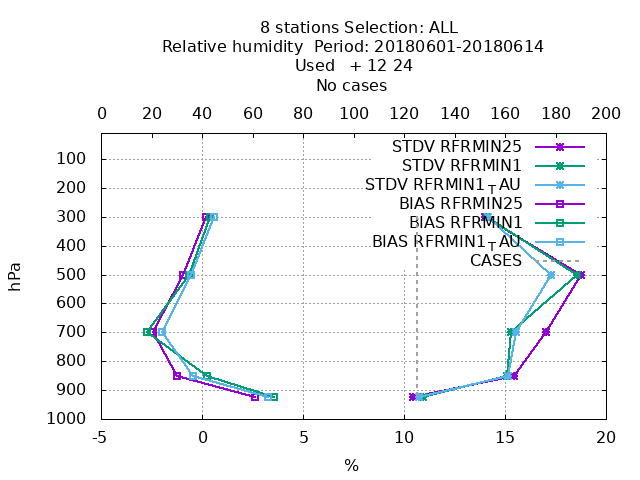 8 stations Selection: ALL
Relative humidity  Period: 20180601-20180614
Used   + 12 24
No cases
0 20 40 60 80 100 120 140 160 180 200
STDV RFRMIN25
STDV RFRMIN1
STDV RFRMIN1TAU
BIAS RFRMIN25
BIAS RFRMIN1
BIAS RFRMIN1TAU
CASES
hPa
100
200
300
400
500
600
700
800
900
1000
-5 0 5 10 15 20
%